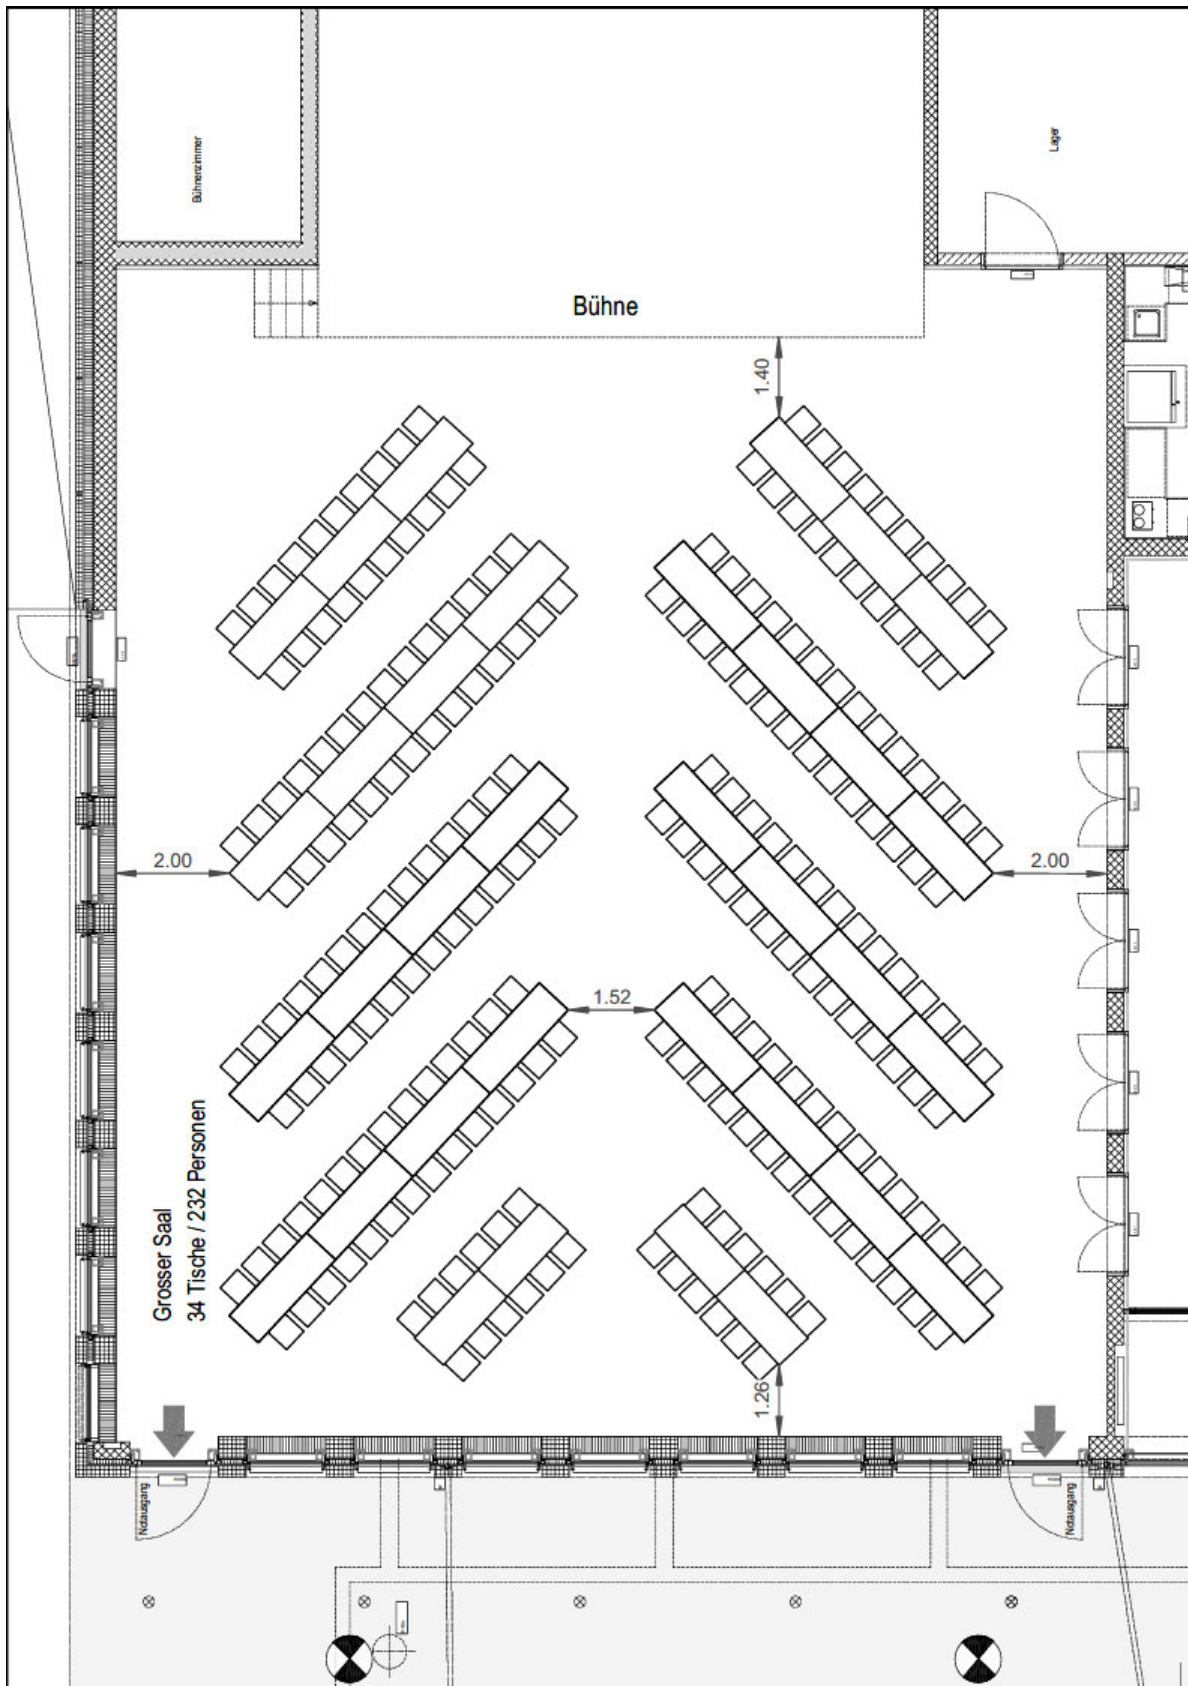 Bühnenzimmer
Lager
Bühne
1.40
2.00
2.00
1.52
Grosser Saal
34 Tische / 232 Personen
1.26
Notausgang
Notausgang